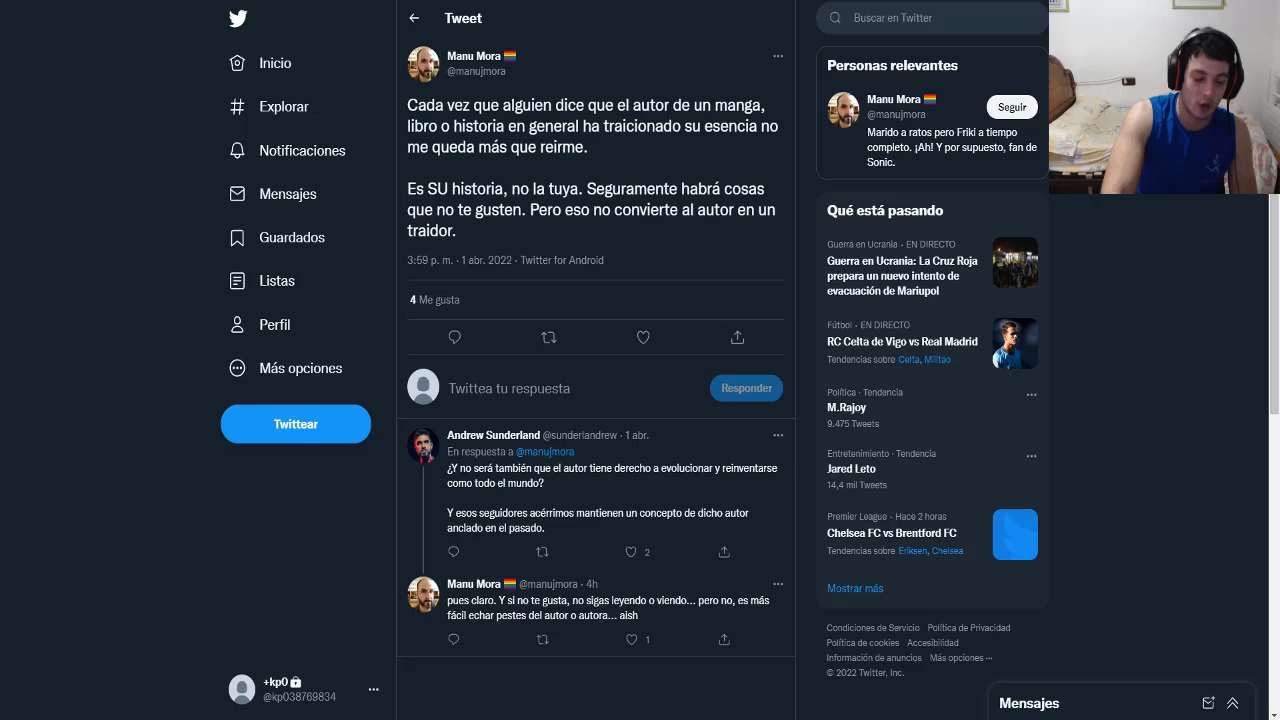 Inicio
Explorar
Notificaciones
Mensajes
Guardados
Listas
Perfil
Más opciones
Twittear
+kp0
@kp038769834
Tweet
Manu Mora
@manujmora
Cada vez que alguien dice que el autor de un manga,
libro o historia en general ha traicionado su esencia no
me queda más que reirme.
Es SU historia, no la tuya. Seguramente habrá cosas
que no te gusten. Pero eso no convierte al autor en un
traidor.
3:59 p. m. · 1 abr. 2022 · Twitter for Android
4 Me gusta
Twittea tu respuesta
Responder
Andrew Sunderland @sunderlandrew · 1 abr.
En respuesta a @manujmora
¿Y no será también que el autor tiene derecho a evolucionar y reinventarse
como todo el mundo?
Y esos seguidores acérrimos mantienen un concepto de dicho autor
anclado en el pasado.
2
Manu Mora @manujmora · 4h
pues claro. Y si no te gusta, no sigas leyendo o viendo... pero no, es más
fácil echar pestes del autor o autora... aish
1
Buscar en Twitter
Personas relevantes
Manu Mora
@manujmora
Seguir
Marido a ratos pero Friki a tiempo
completo. ¡Ah! Y por supuesto, fan de
Sonic.
Qué está pasando
Guerra en Ucrania · EN DIRECTO
Guerra en Ucrania: La Cruz Roja
prepara un nuevo intento de
evacuación de Mariupol
Fútbol · EN DIRECTO
RC Celta de Vigo vs Real Madrid
Tendencias sobre Celta, Militao
Política · Tendencia
M.Rajoy
9.475 Tweets
Entretenimiento · Tendencia
Jared Leto
14,4 mil Tweets
Premier League · Hace 2 horas
Chelsea FC vs Brentford FC
Tendencias sobre Eriksen, Chelsea
Mostrar más
Condiciones de Servicio Política de Privacidad
Política de cookies Accesibilidad
Información de anuncios Más opciones ···
© 2022 Twitter, Inc.
Mensajes